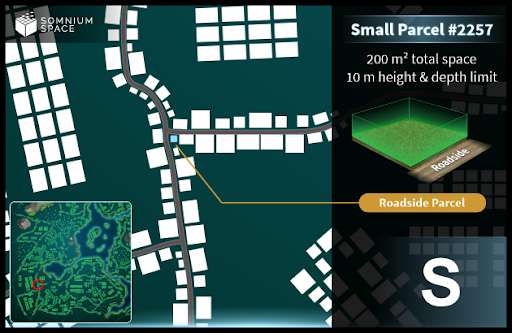 SOMNIUM
SPACE
Small Parcel #2257
200 m² total space
10 m height & depth limit
Roadside
Roadside Parcel
S